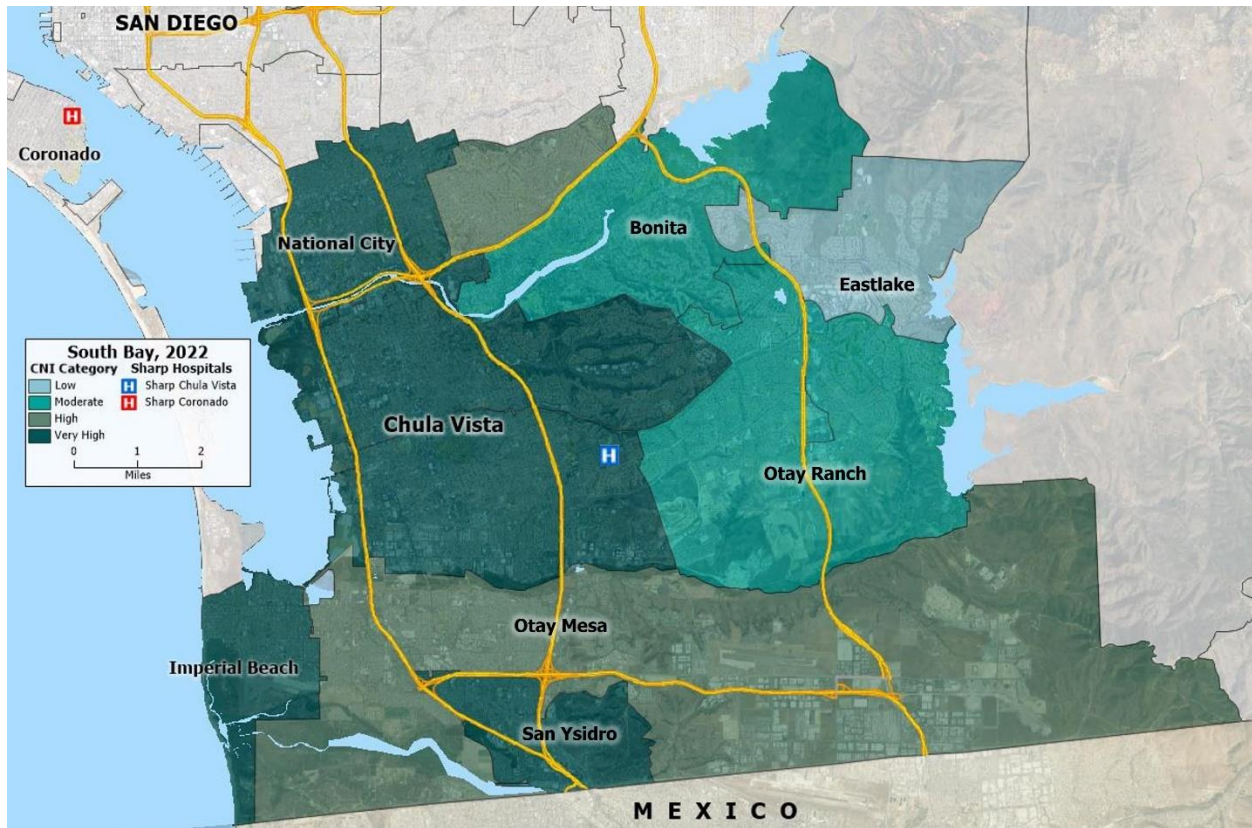 SAN DIEGO
H
Coronado
National City
Bonita
Eastlake
South Bay, 2022
CNI Category Sharp Hospitals
Low H Sharp Chula Vista
Moderate H Sharp Coronado
High
Very High
0 1 2
Miles
Chula Vista
H
Otay Ranch
Otay Mesa
Imperial Beach
San Ysidro
MEXICO